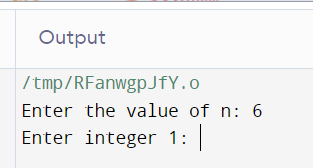 Output
/tmp/RFanwgpJfY.o
Enter the value of n: 6
Enter integer 1: